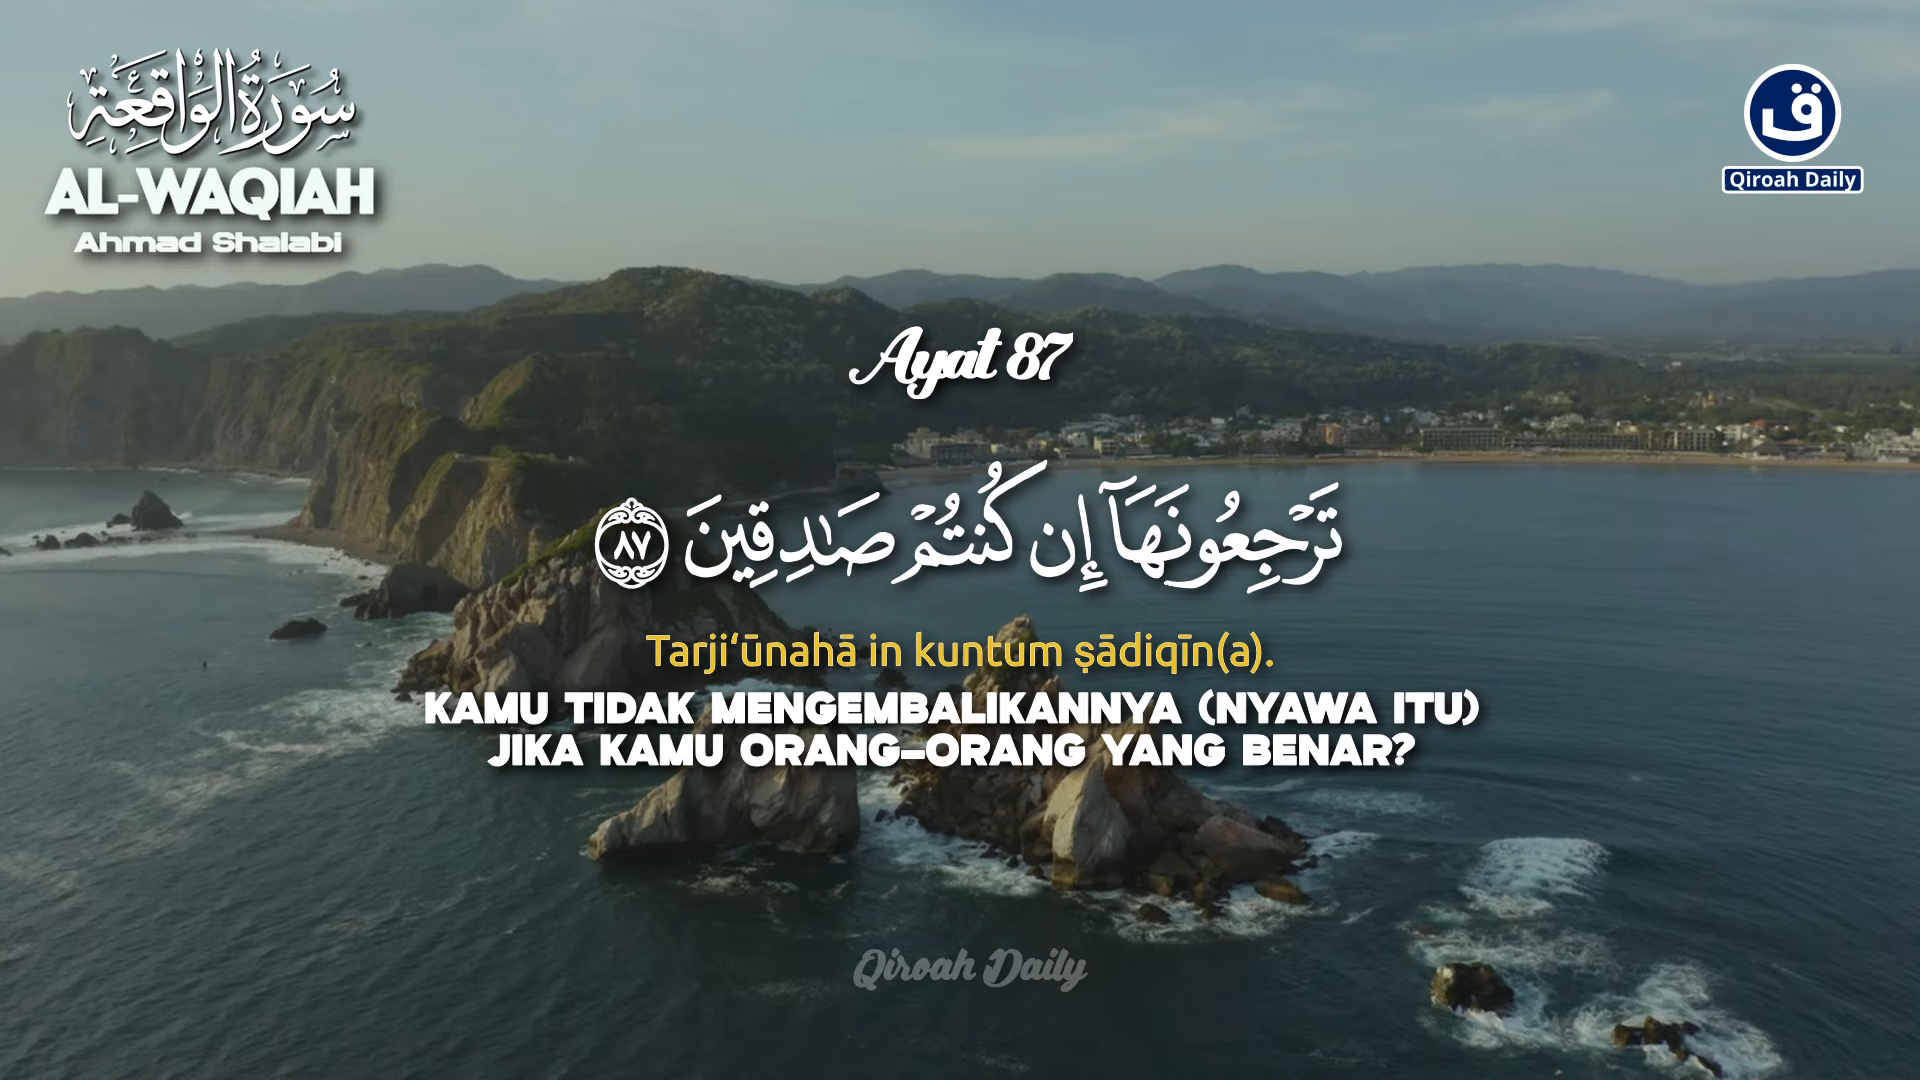 سُورَةُ الْوَاقِعَةِ
AL-WAQIAH
Ahmad Shalabi
ق
Qiroah Daily
Ayat 87
تَرْجِعُونَهَآ إِن كُنتُمْ صَـٰدِقِينَ ٨٧
Tarji‘ūnahā in kuntum ṣādiqīn(a).
KAMU TIDAK MENGEMBALIKANNYA (NYAWA ITU)
JIKA KAMU ORANG-ORANG YANG BENAR?
Qiroah Daily